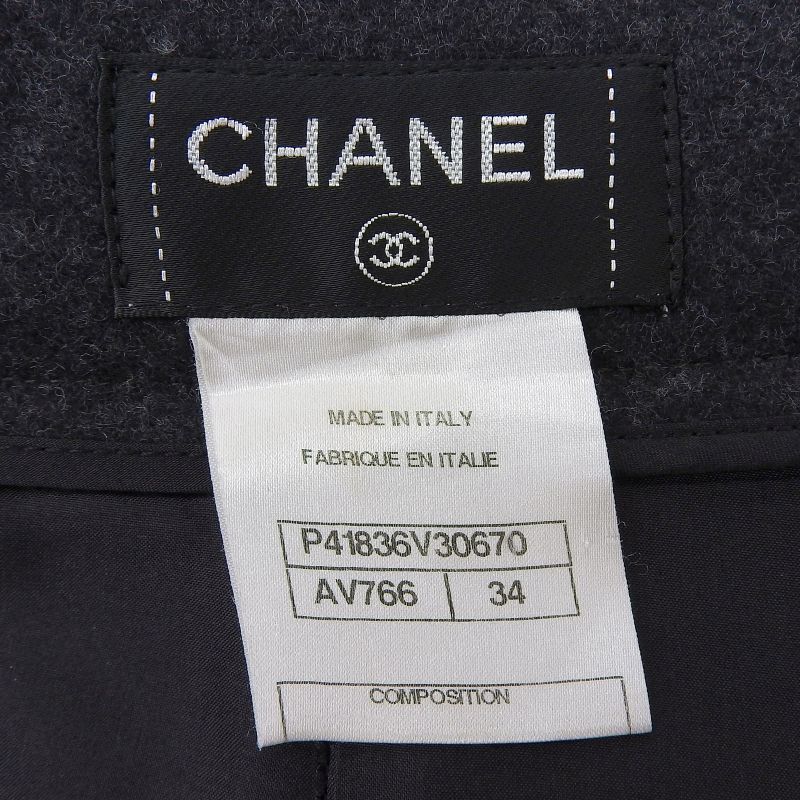 CHANEL
MADE IN ITALY
FABRIQUE EN ITALIE
P41836V30670
AV766 34
COMPOSITION